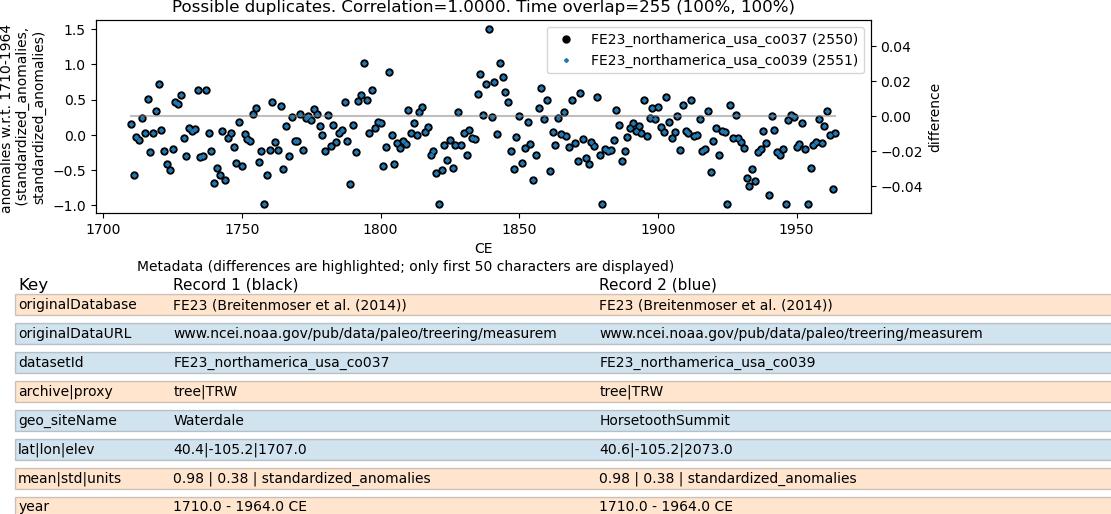 Possible duplicates. Correlation=1.0000. Time overlap=255 (100%, 100%)
anomalies w.r.t. 1710-1964
(standardized_anomalies,
standardized_anomalies)
1.5
1.0
0.5
0.0
−0.5
−1.0
FE23_northamerica_usa_co037 (2550)
FE23_northamerica_usa_co039 (2551)
0.04
0.02
0.00
−0.02
−0.04
difference
1700 1750 1800 1850 1900 1950
CE
Metadata (differences are highlighted; only first 50 characters are displayed)
Key Record 1 (black) Record 2 (blue)
originalDatabase FE23 (Breitenmoser et al. (2014)) FE23 (Breitenmoser et al. (2014))
originalDataURL www.ncei.noaa.gov/pub/data/paleo/treering/measurem www.ncei.noaa.gov/pub/data/paleo/treering/measurem
datasetId FE23_northamerica_usa_co037 FE23_northamerica_usa_co039
archive|proxy tree|TRW tree|TRW
geo_siteName Waterdale HorsetoothSummit
lat|lon|elev 40.4|-105.2|1707.0 40.6|-105.2|2073.0
mean|std|units 0.98 | 0.38 | standardized_anomalies 0.98 | 0.38 | standardized_anomalies
year 1710.0 - 1964.0 CE 1710.0 - 1964.0 CE